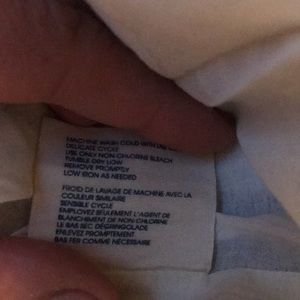 MACHINE WASH COLD WITH LIKE
DELICATE CYCLE
USE ONLY NON-CHLORINE BLEACH
TUMBLE DRY LOW
REMOVE PROMPTLY
LOW IRON AS NEEDED
FROID DE LAVAGE DE MACHINE AVEC LA
COULEUR SIMILAIRE
SENSIBLE CYCLE
EMPLOYEZ SEULEMENT L'AGENT DE
BLANCHIMENT DE NON-CHLORINE
LE BAS SEC DÉGRINGOLADE
ENLEVEZ PROMPTEMENT
BAS FER COMME NÉCESSAIRE